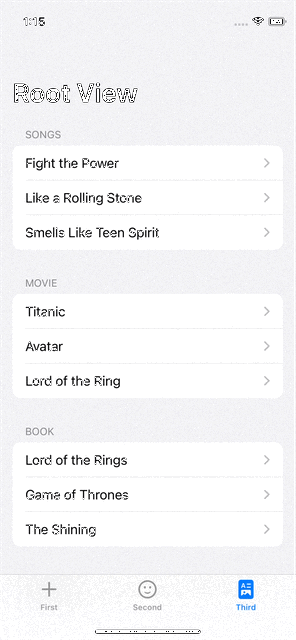 1:15
Root View
SONGS
Fight the Power
Like a Rolling Stone
Smells Like Teen Spirit
MOVIE
Titanic
Avatar
Lord of the Ring
BOOK
Lord of the Rings
Game of Thrones
The Shining
First
Second
Third